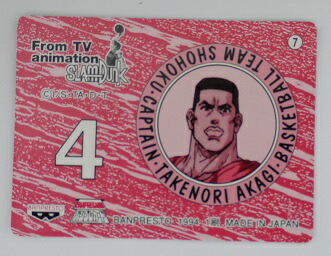 From TV
animation
SLAM DUNK
7
©I.T.S・TA・D・T
BASKETBALL TEAM SHOHOKU・CAPTAIN・TAKENORI AKAGI・
4
BANPRESTO
BANPRESTO 1994 MADE IN JAPAN